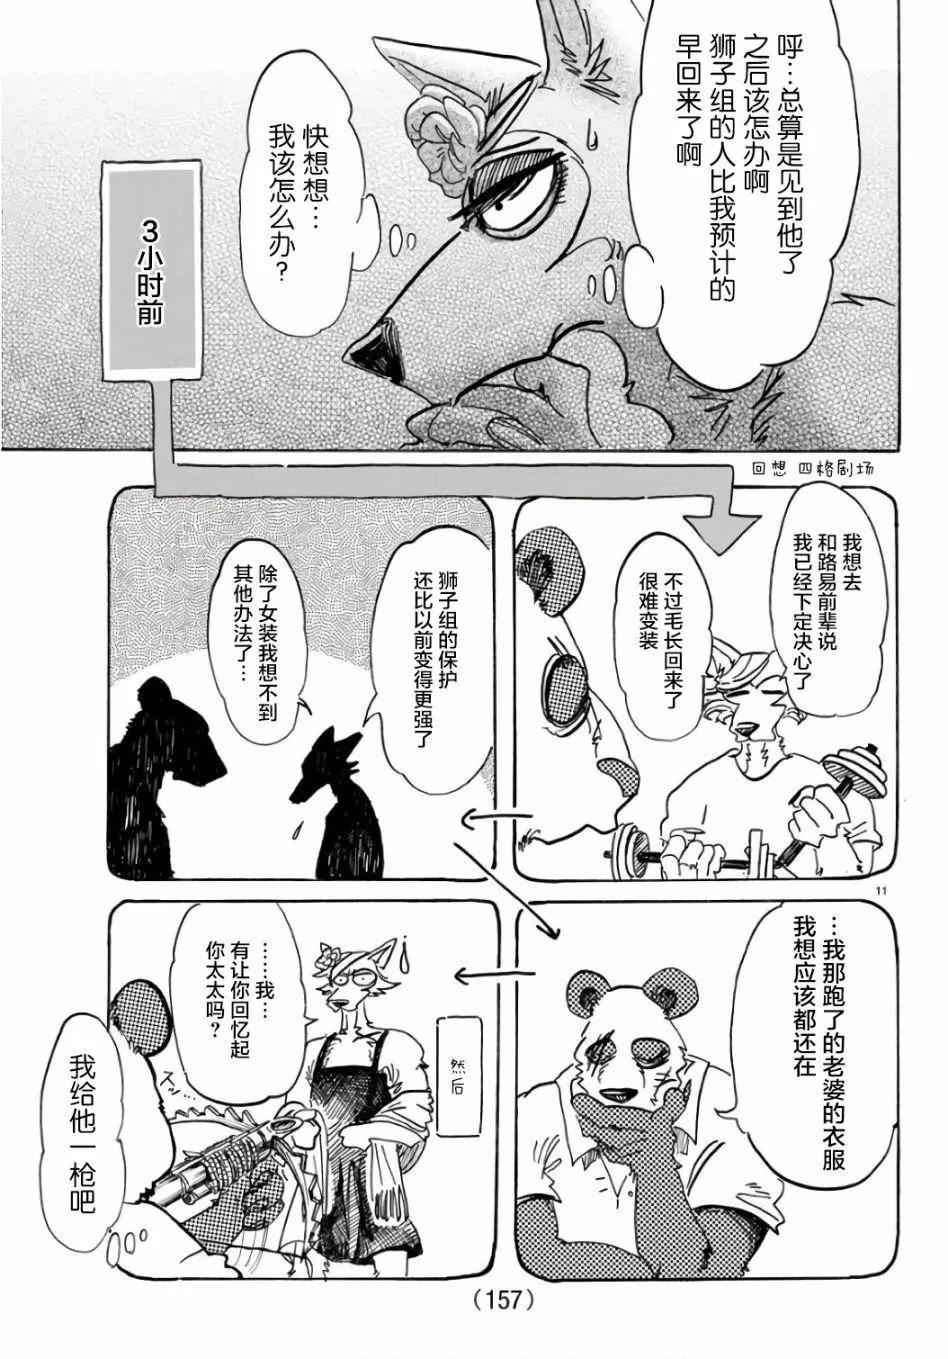 呼…总算是见到他了
之后该怎办啊
狮子组的人比我预计的
早回来了啊
快想想…
我该怎么办？
3小时前
回想 四格剧场
我想去
和路易前辈说
我已经下定决心了
不过毛长回来了
很难变装
狮子组的保护
还比以前变得更强了
除了女装我想不到
其他办法了…
11
…我那跑了的老婆的衣服
我想应该都还在
然后
……我…
有让你回忆起
你太太吗？
我给他一枪吧
（157）